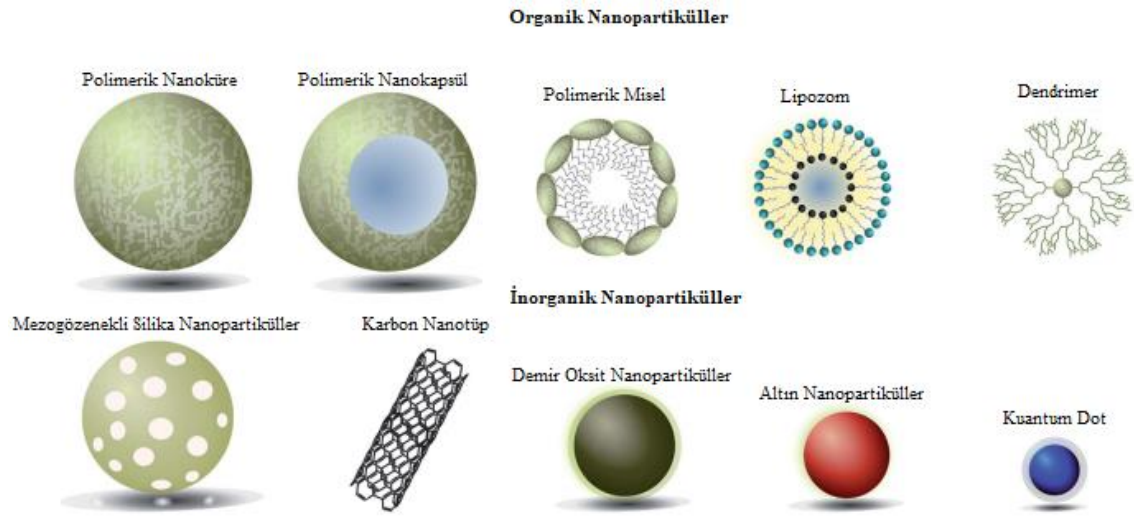 Organik Nanopartiküller
Polimerik Nanoküre
Polimerik Nanokapsül
Polimerik Misel
Lipozom
Dendrimer
İnorganik Nanopartiküller
Mezogözenekli Silika Nanopartiküller
Karbon Nanotüp
Demir Oksit Nanopartiküller
Altın Nanopartiküller
Kuantum Dot